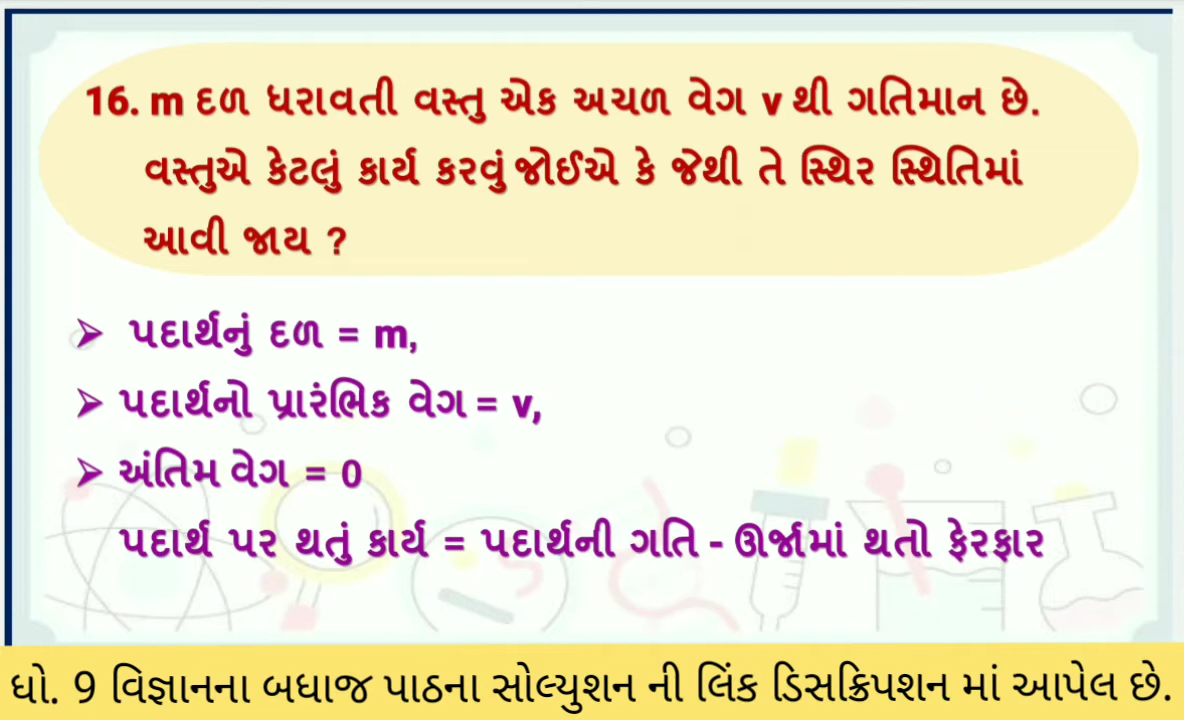 16. m દળ ધરાવતી વસ્તુ એક અચળ વેગ v થી ગતિમાન છે.
વસ્તુએ કેટલું કાર્ય કરવું જોઈએ કે જેથી તે સ્થિર સ્થિતિમાં
આવી જાય ?
➢ પદાર્થનું દળ = m,
➢ પદાર્થનો પ્રારંભિક વેગ = v,
➢ અંતિમ વેગ = 0
પદાર્થ પર થતું કાર્ય = પદાર્થની ગતિ - ઊર્જામાં થતો ફેરફાર
ધો. 9 વિજ્ઞાનના બધાજ પાઠના સોલ્યુશન ની લિંક ડિસક્રિપશન માં આપેલ છે.